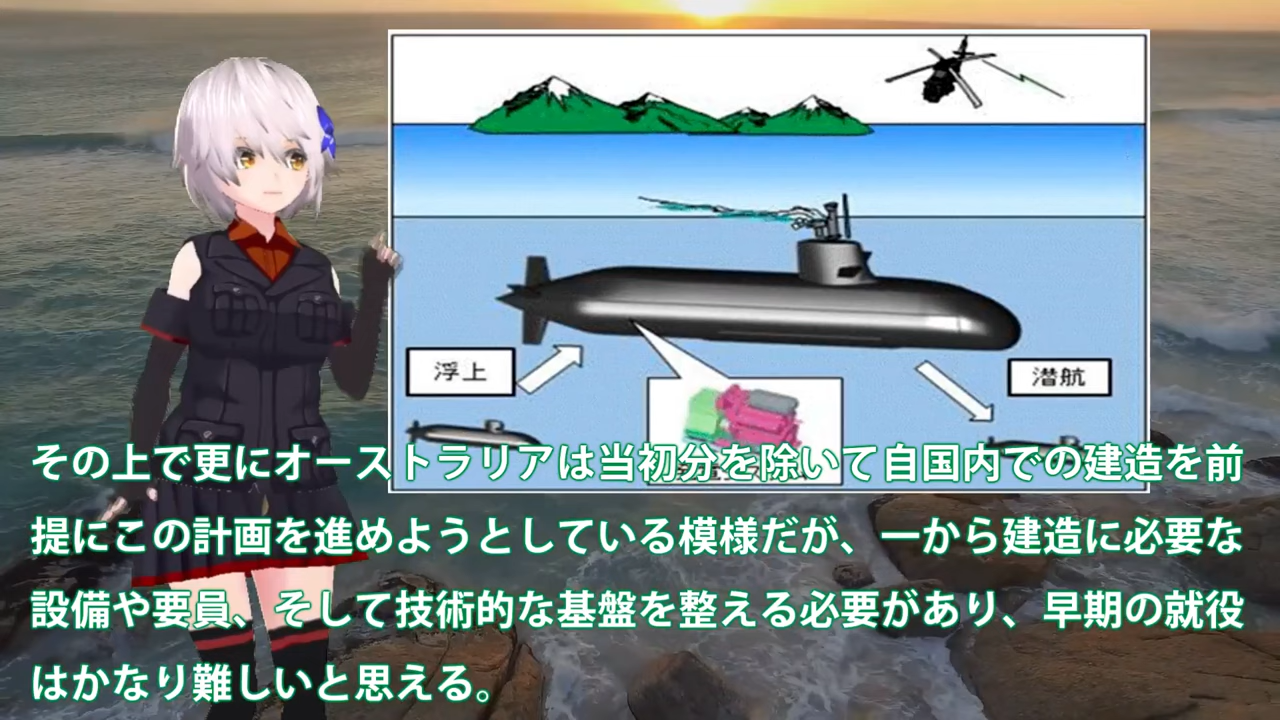 浮上
潜航
その上で更にオーストラリアは当初分を除いて自国内での建造を前
提にこの計画を進めようとしている模様だが、一から建造に必要な
設備や要員、そして技術的な基盤を整える必要があり、早期の就役
はかなり難しいと思える。